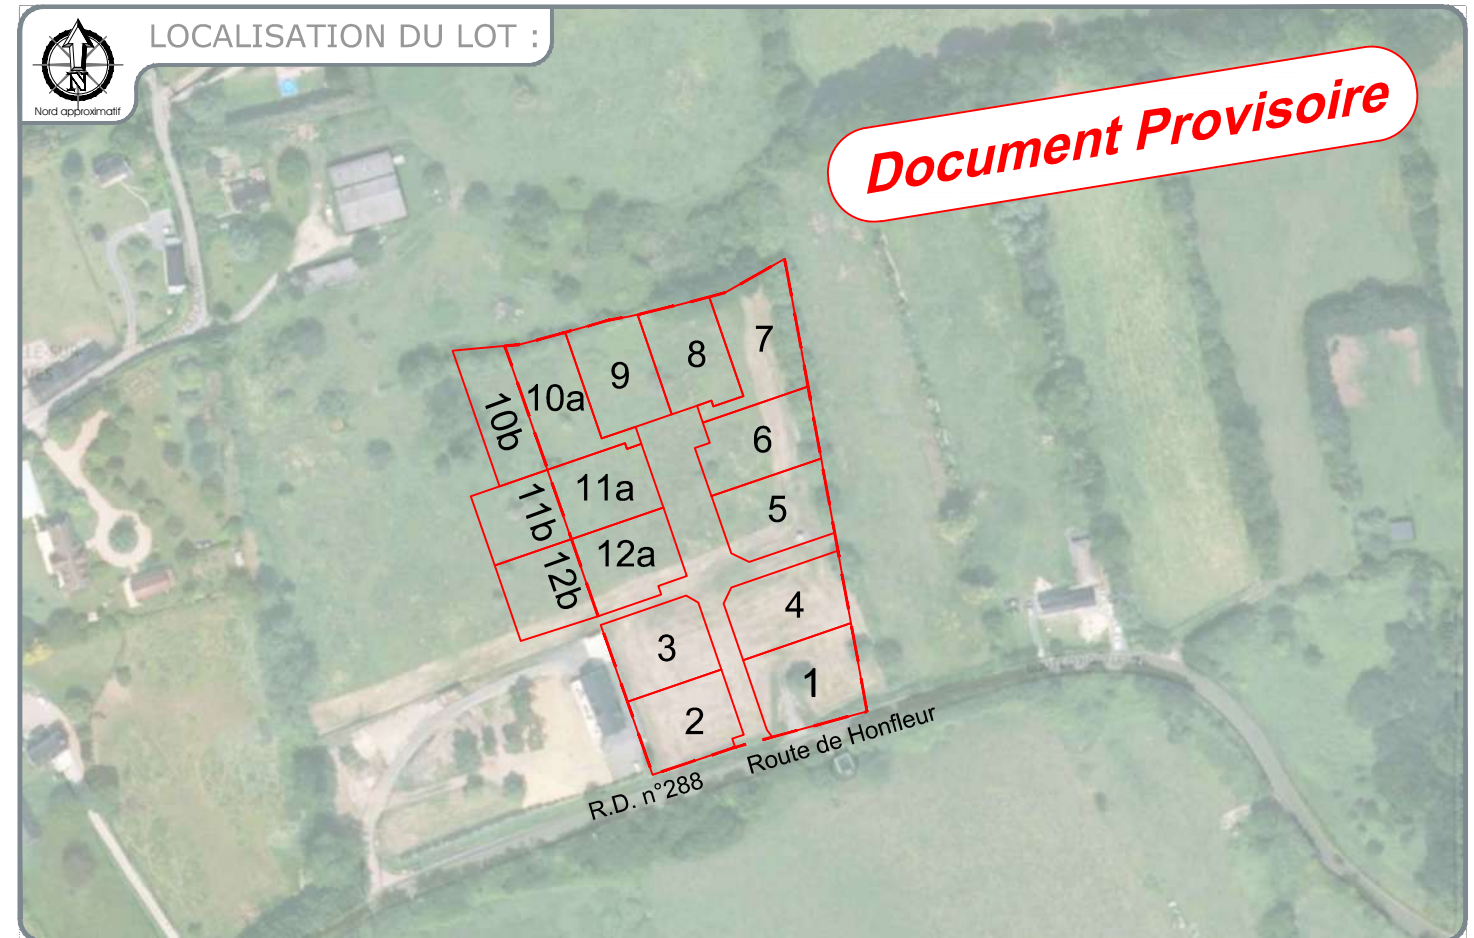 LOCALISATION DU LOT :
N
Nord approximatif
Document Provisoire
7
8
9
10a
10b
6
11a
11b
5
12a
12b
4
3
1
2
Route de Honfleur
R.D. n°288